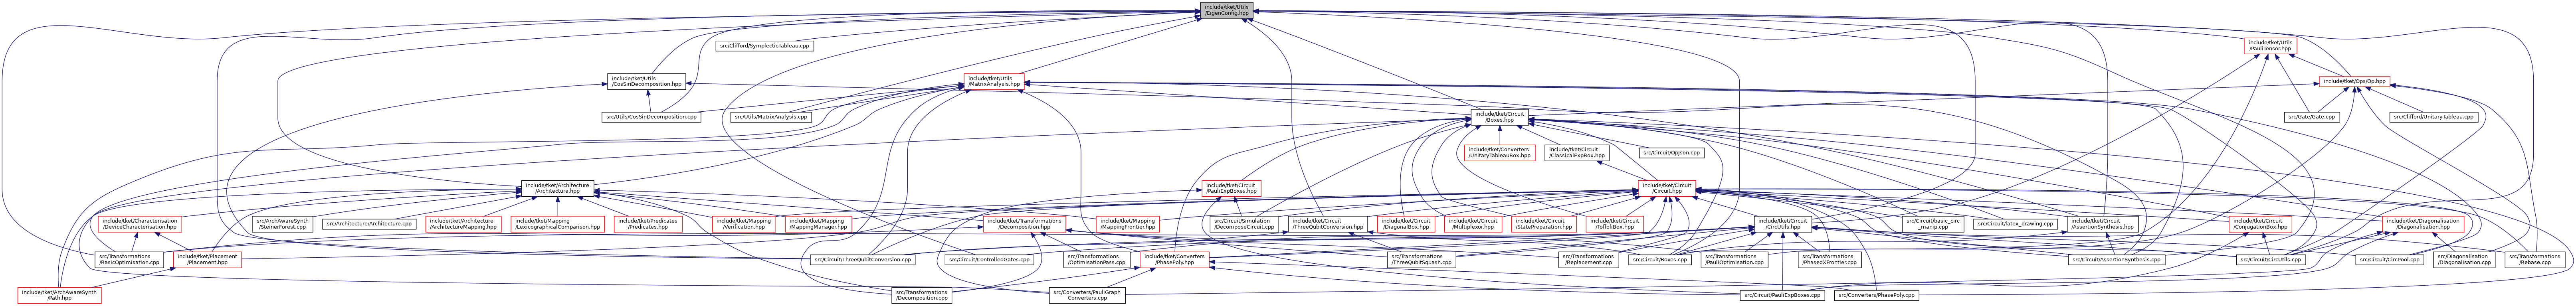 include/tket/Utils
/EigenConfig.hpp
src/Clifford/SymplecticTableau.cpp
include/tket/Utils
/PauliTensor.hpp
include/tket/Utils
/CosSinDecomposition.hpp
include/tket/Utils
/MatrixAnalysis.hpp
include/tket/Ops/Op.hpp
src/Utils/CosSinDecomposition.cpp
src/Utils/MatrixAnalysis.cpp
include/tket/Circuit
/Boxes.hpp
src/Gate/Gate.cpp
src/Clifford/UnitaryTableau.cpp
include/tket/Converters
/UnitaryTableauBox.hpp
include/tket/Circuit
/ClassicalExpBox.hpp
src/Circuit/OpJson.cpp
include/tket/Architecture
/Architecture.hpp
include/tket/Circuit
/PauliExpBoxes.hpp
include/tket/Circuit
/Circuit.hpp
include/tket/Characterisation
/DeviceCharacterisation.hpp
src/ArchAwareSynth
/SteinerForest.cpp
src/Architecture/Architecture.cpp
include/tket/Architecture
/ArchitectureMapping.hpp
include/tket/Mapping
/LexicographicalComparison.hpp
include/tket/Predicates
/Predicates.hpp
include/tket/Mapping
/Verification.hpp
include/tket/Mapping
/MappingManager.hpp
include/tket/Transformations
/Decomposition.hpp
include/tket/Mapping
/MappingFrontier.hpp
src/Circuit/Simulation
/DecomposeCircuit.cpp
include/tket/Circuit
/ThreeQubitConversion.hpp
include/tket/Circuit
/DiagonalBox.hpp
include/tket/Circuit
/Multiplexor.hpp
include/tket/Circuit
/StatePreparation.hpp
include/tket/Circuit
/ToffoliBox.hpp
include/tket/Circuit
/CircUtils.hpp
src/Circuit/basic_circ
_manip.cpp
src/Circuit/latex_drawing.cpp
include/tket/Circuit
/AssertionSynthesis.hpp
include/tket/Circuit
/ConjugationBox.hpp
include/tket/Diagonalisation
/Diagonalisation.hpp
src/Transformations
/BasicOptimisation.cpp
include/tket/Placement
/Placement.hpp
src/Circuit/ThreeQubitConversion.cpp
src/Circuit/ControlledGates.cpp
src/Transformations
/OptimisationPass.cpp
include/tket/Converters
/PhasePoly.hpp
src/Transformations
/ThreeQubitSquash.cpp
src/Transformations
/Replacement.cpp
src/Circuit/Boxes.cpp
src/Transformations
/PauliOptimisation.cpp
src/Transformations
/PhasedXFrontier.cpp
src/Circuit/AssertionSynthesis.cpp
src/Circuit/CircUtils.cpp
src/Circuit/CircPool.cpp
src/Diagonalisation
/Diagonalisation.cpp
src/Transformations
/Rebase.cpp
include/tket/ArchAwareSynth
/Path.hpp
src/Transformations
/Decomposition.cpp
src/Converters/PauliGraph
Converters.cpp
src/Circuit/PauliExpBoxes.cpp
src/Converters/PhasePoly.cpp